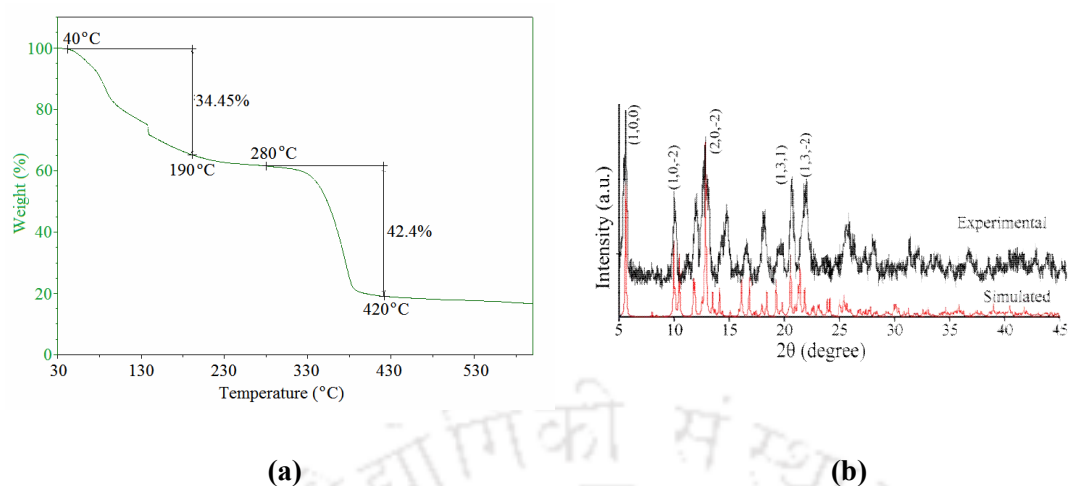 40°C
100
34.45%
80
190°C
280°C
60
42.4%
40
20
420°C
0
30 130 230 330 430 530
Weight (%)
Temperature (°C)
(1,0,0)
(1,0,-2)
(2,0,-2)
(1,3,1)
(1,3,-2)
Experimental
Simulated
Intensity (a.u.)
5 10 15 20 25 30 35 40 45
2θ (degree)
(a) (b)